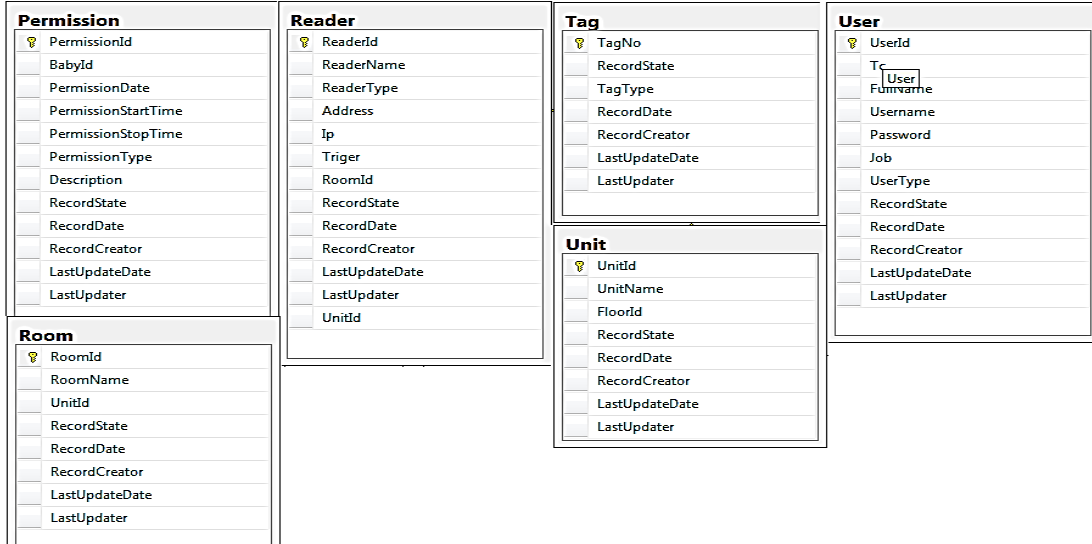 Permission
PermissionId
BabyId
PermissionDate
PermissionStartTime
PermissionStopTime
PermissionType
Description
RecordState
RecordDate
RecordCreator
LastUpdateDate
LastUpdater
Room
RoomId
RoomName
UnitId
RecordState
RecordDate
RecordCreator
LastUpdateDate
LastUpdater
Reader
ReaderId
ReaderName
ReaderType
Address
Ip
Triger
RoomId
RecordState
RecordDate
RecordCreator
LastUpdateDate
LastUpdater
UnitId
Tag
TagNo
RecordState
TagType
RecordDate
RecordCreator
LastUpdateDate
LastUpdater
Unit
UnitId
UnitName
FloorId
RecordState
RecordDate
RecordCreator
LastUpdateDate
LastUpdater
User
UserId
Tc
User
FullName
Username
Password
Job
UserType
RecordState
RecordDate
RecordCreator
LastUpdateDate
LastUpdater